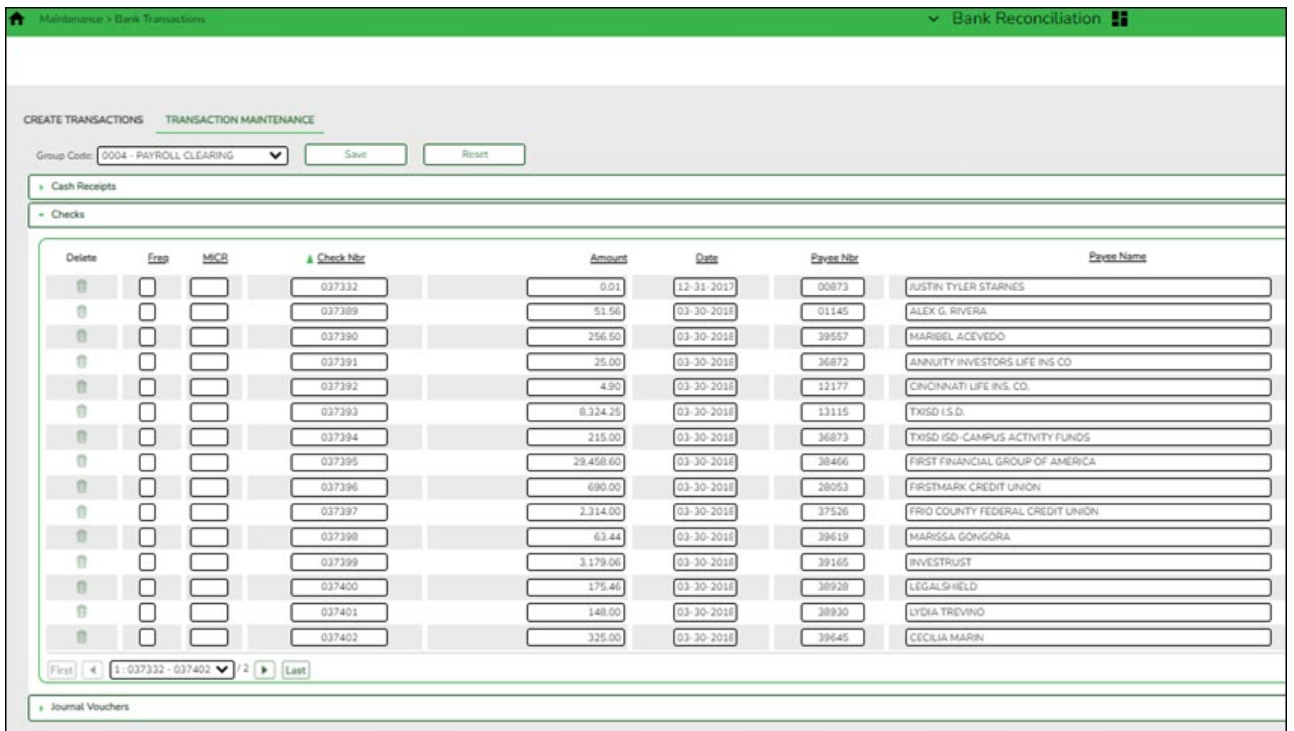 Maintenance > Bank Transactions Bank Reconciliation
CREATE TRANSACTIONS TRANSACTION MAINTENANCE
Group Code: 0004 - PAYROLL CLEARING Save Reset
Cash Receipts
Checks
Delete Freq MICR Check Nbr Amount Date Payee Nbr Payee Name
037332 0.01 12-31-2017 00873 JUSTIN TYLER STARNES
037389 51.56 03-30-2018 01145 ALEX G. RIVERA
037390 256.50 03-30-2018 39557 MARIBEL ACEVEDO
037391 25.00 03-30-2018 36872 ANNUITY INVESTORS LIFE INS CO
037392 4.90 03-30-2018 12177 CINCINNATI LIFE INS. CO.
037393 8,324.25 03-30-2018 13115 TXISD I.S.D.
037394 215.00 03-30-2018 36873 TXISD ISD-CAMPUS ACTIVITY FUNDS
037395 29,458.60 03-30-2018 38466 FIRST FINANCIAL GROUP OF AMERICA
037396 690.00 03-30-2018 28053 FIRSTMARK CREDIT UNION
037397 2,314.00 03-30-2018 37526 FRIO COUNTY FEDERAL CREDIT UNION
037398 63.44 03-30-2018 39619 MARISSA GONGORA
037399 3,179.06 03-30-2018 39165 INVESTRUST
037400 175.46 03-30-2018 38928 LEGALSHIELD
037401 148.00 03-30-2018 38930 LYDIA TREVINO
037402 325.00 03-30-2018 39645 CECILIA MARIN
First 1 : 037332 - 037402 / 2 Last
Journal Vouchers